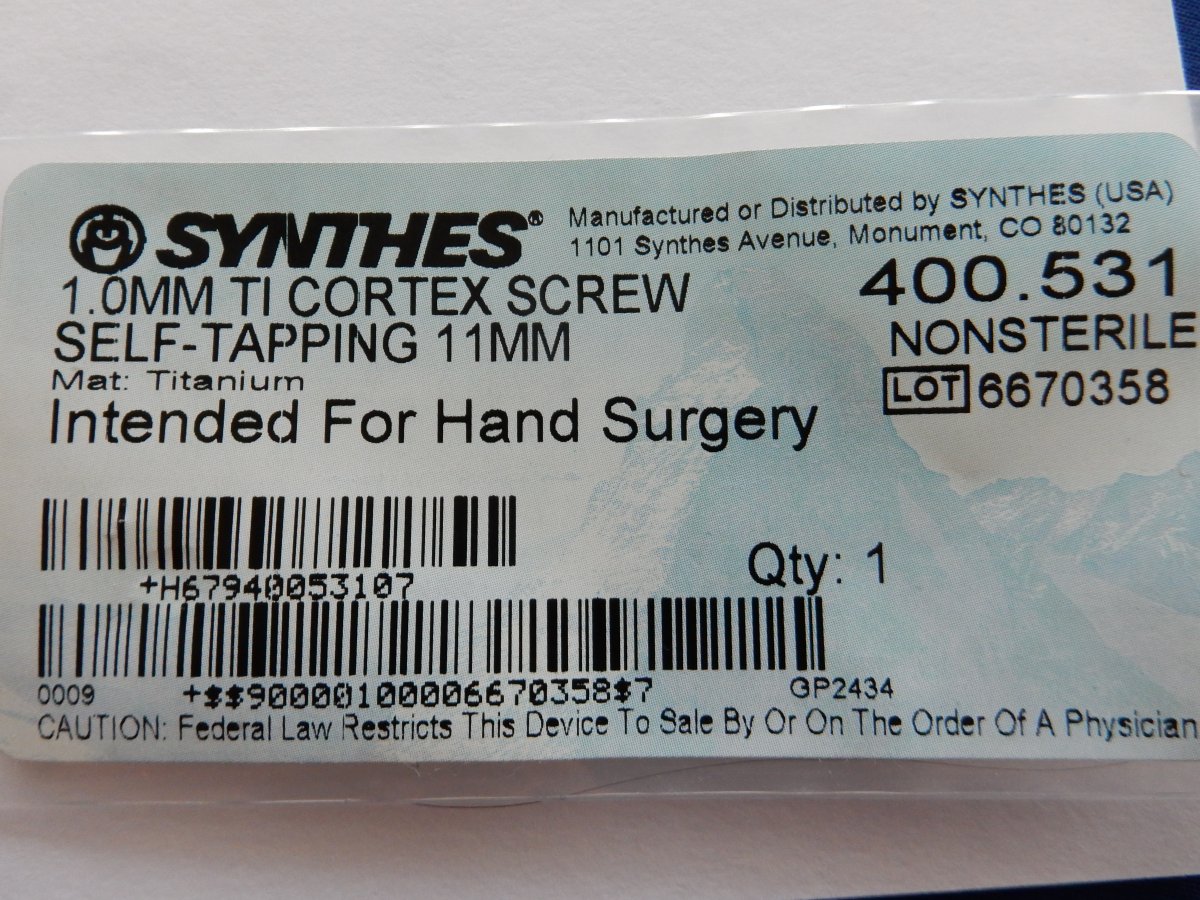 SYNTHES®
Manufactured or Distributed by SYNTHES (USA)
1101 Synthes Avenue, Monument, CO 80132
1.0MM TI CORTEX SCREW
SELF-TAPPING 11MM
400.531
NONSTERILE
Mat: Titanium
LOT 6670358
Intended For Hand Surgery
+H67940053107
Qty: 1
0009 +$$90000100006670358$7 GP2434
CAUTION: Federal Law Restricts This Device To Sale By Or On The Order Of A Physician